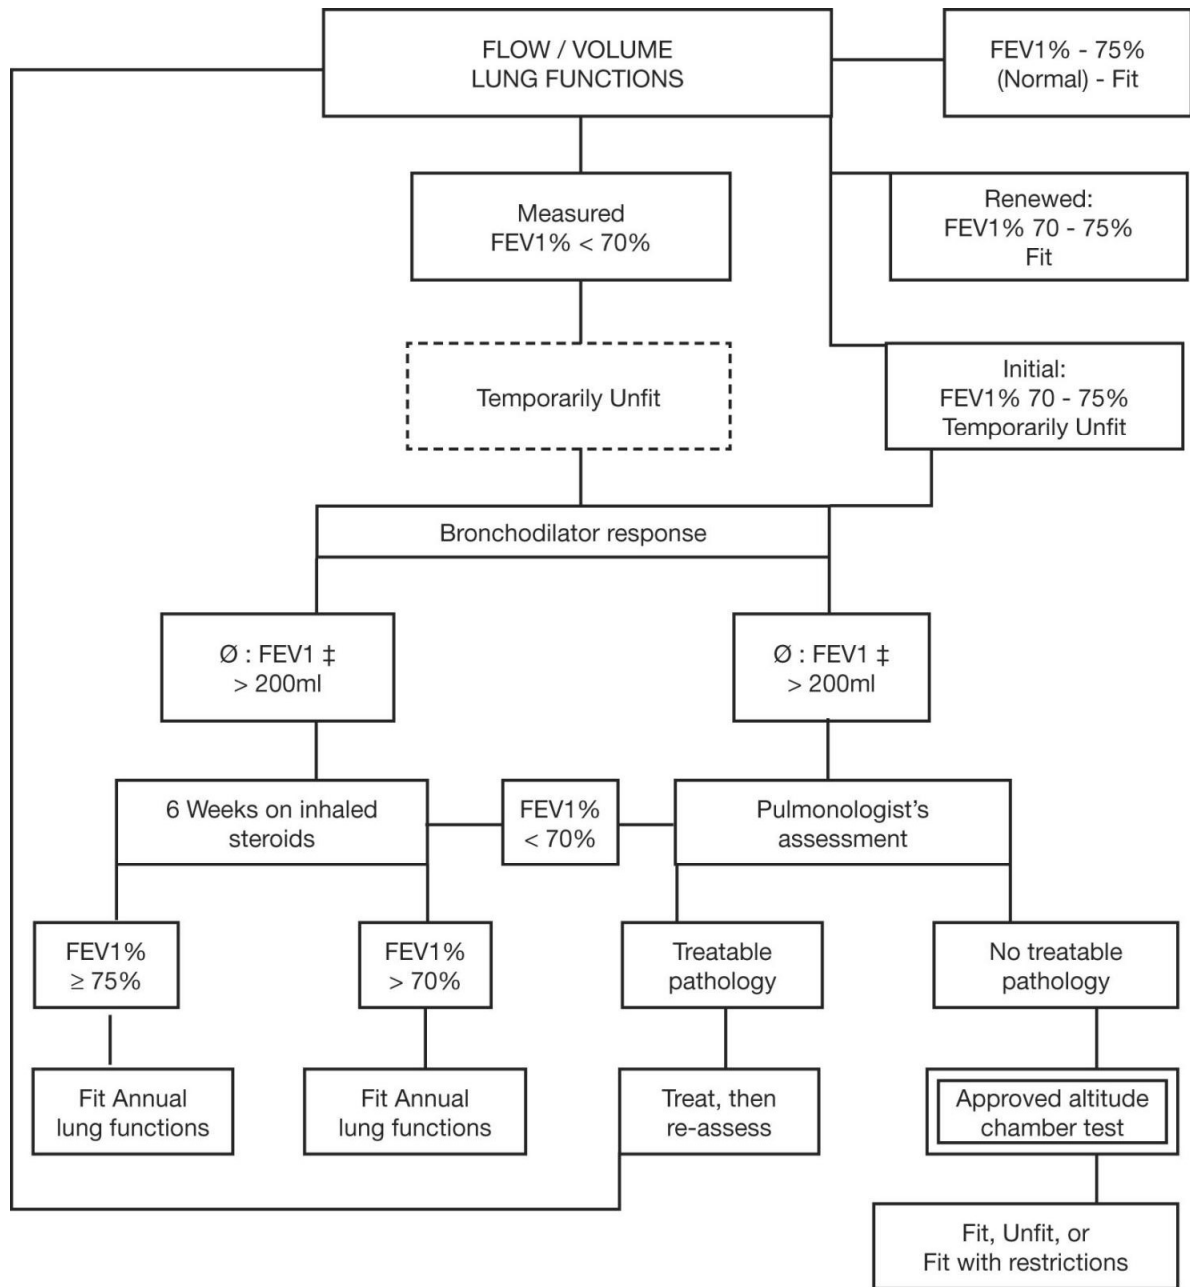 FLOW / VOLUME
LUNG FUNCTIONS
FEV1% - 75%
(Normal) - Fit
Measured
FEV1% < 70%
Renewed:
FEV1% 70 - 75%
Fit
Temporarily Unfit
Initial:
FEV1% 70 - 75%
Temporarily Unfit
Bronchodilator response
Ø : FEV1 ‡
> 200ml
Ø : FEV1 ‡
> 200ml
6 Weeks on inhaled
steroids
FEV1%
< 70%
Pulmonologist’s
assessment
FEV1%
≥ 75%
FEV1%
> 70%
Treatable
pathology
No treatable
pathology
Fit Annual
lung functions
Fit Annual
lung functions
Treat, then
re-assess
Approved altitude
chamber test
Fit, Unfit, or
Fit with restrictions